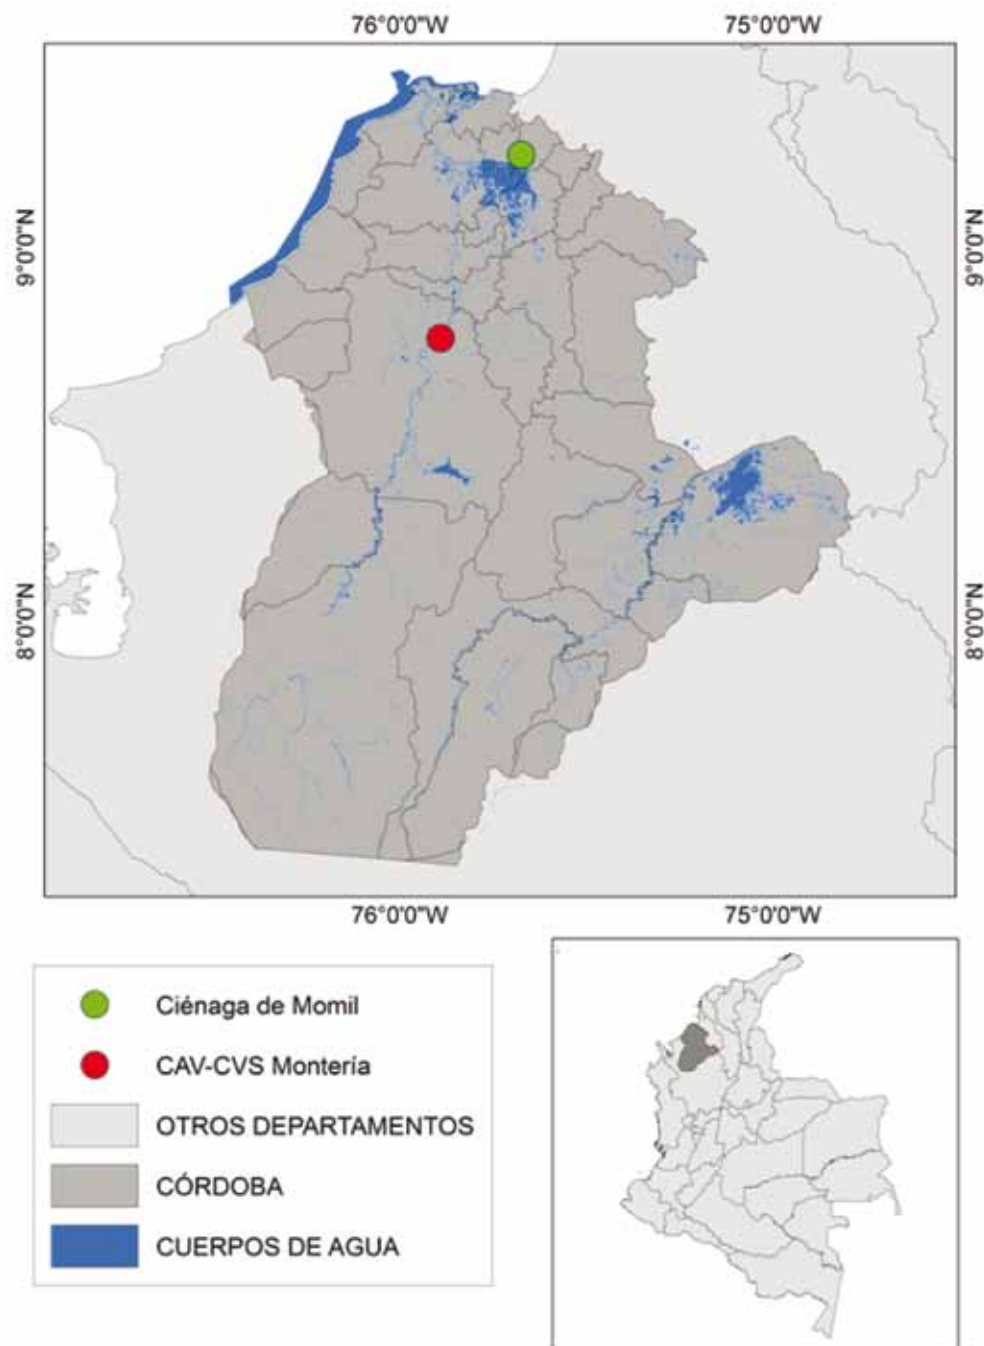 76°0'0"W 75°0'0"W
9°0'0"N 9°0'0"N
8°0'0"N 8°0'0"N
76°0'0"W 75°0'0"W
Ciénaga de Momil
CAV-CVS Montería
OTROS DEPARTAMENTOS
CÓRDOBA
CUERPOS DE AGUA